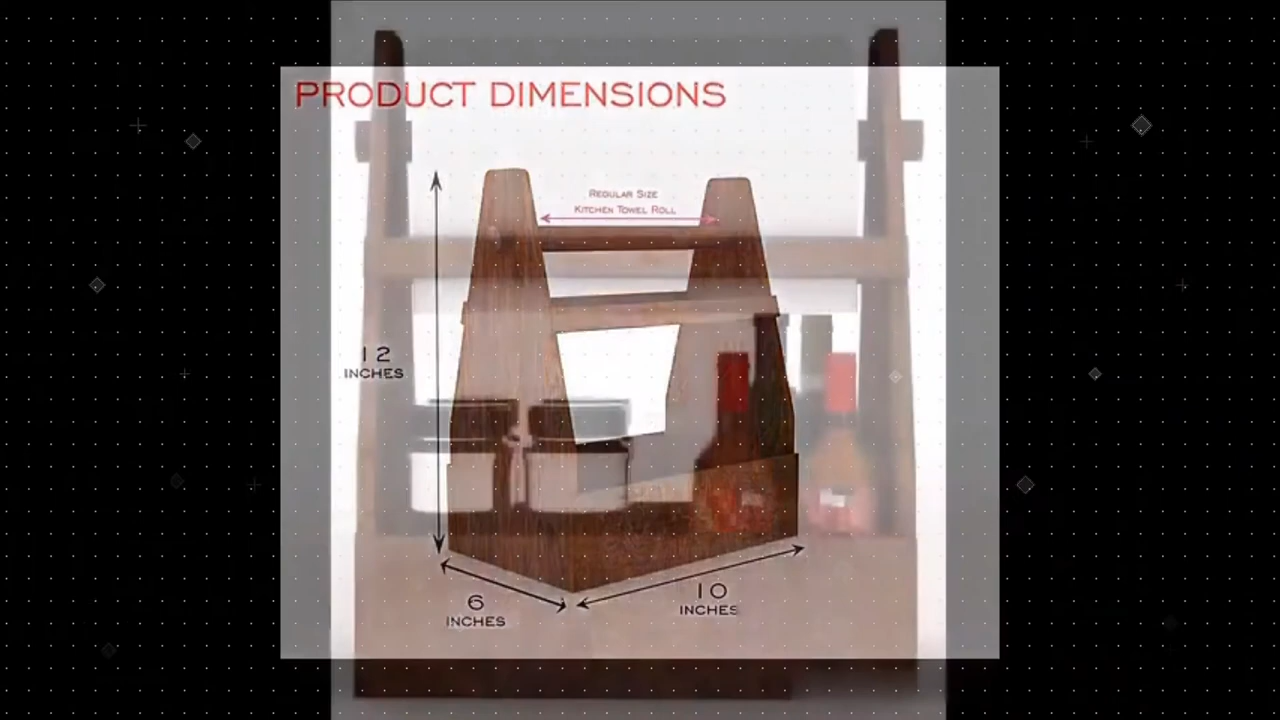 PRODUCT DIMENSIONS
REGULAR SIZE
KITCHEN TOWEL ROLL
12
INCHES
10
INCHES
6
INCHES